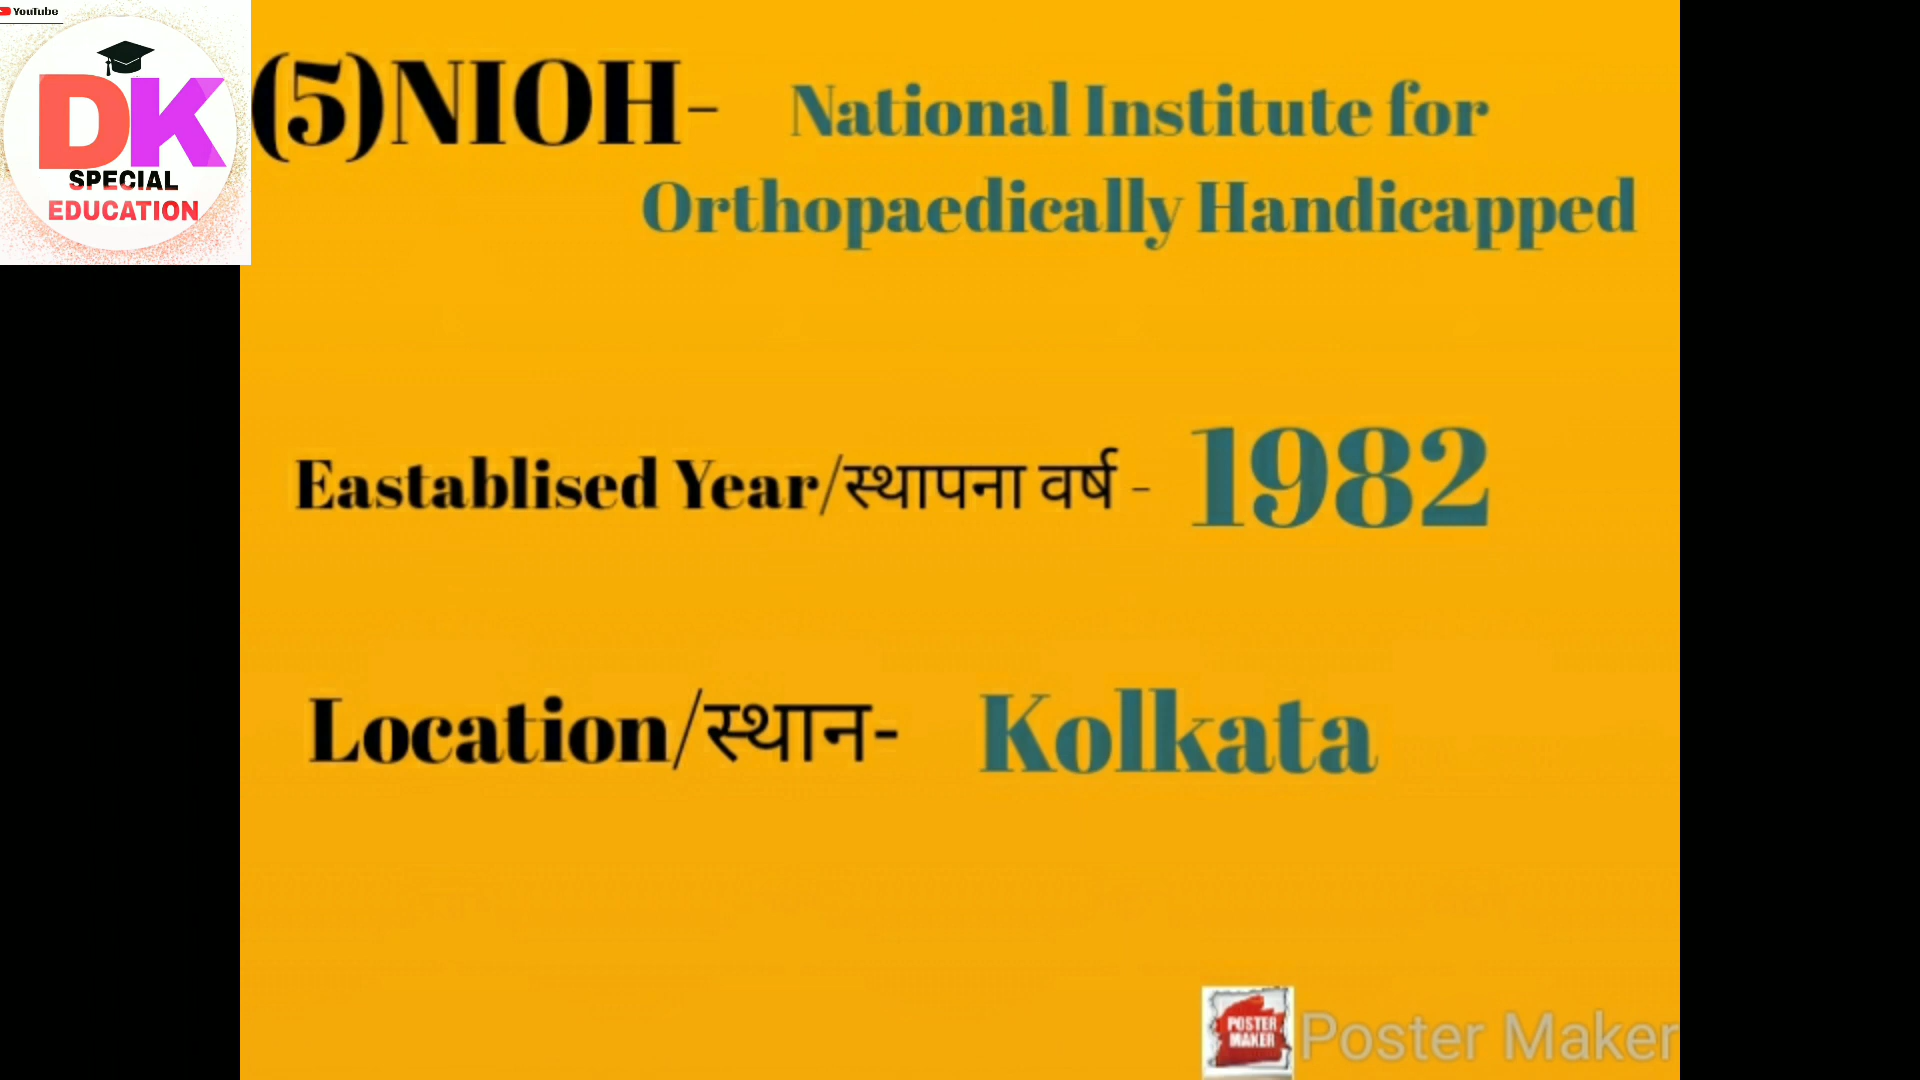 YouTube
DK
SPECIAL
EDUCATION
(5)NIOH- National Institute for
Orthopaedically Handicapped
Eastablised Year/स्थापना वर्ष - 1982
Location/स्थान- Kolkata
POSTER
MAKER
Poster Maker